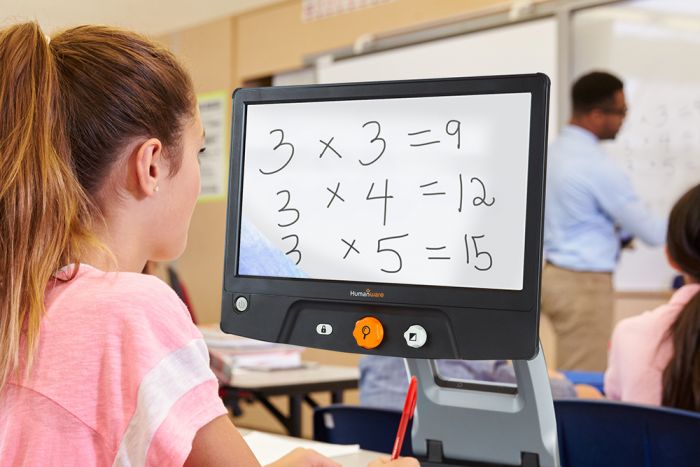 3 x 3 = 9
3 x 4 = 12
3 x 5 = 15
HumanWare